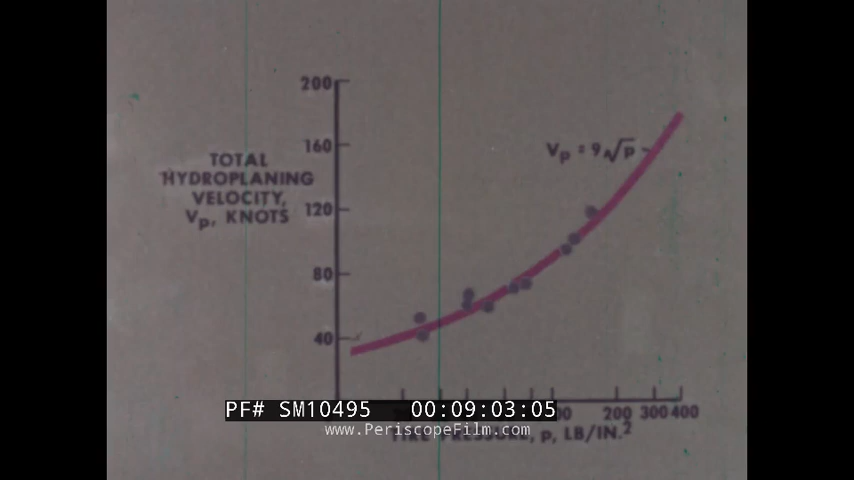 200
160
TOTAL
HYDROPLANING
VELOCITY,
Vp, KNOTS
Vp = 9√p
120
80
40
200 300 400
PF# SM10495 00:09:03:05
www.PeriscopeFilm.com
p, LB/IN.2